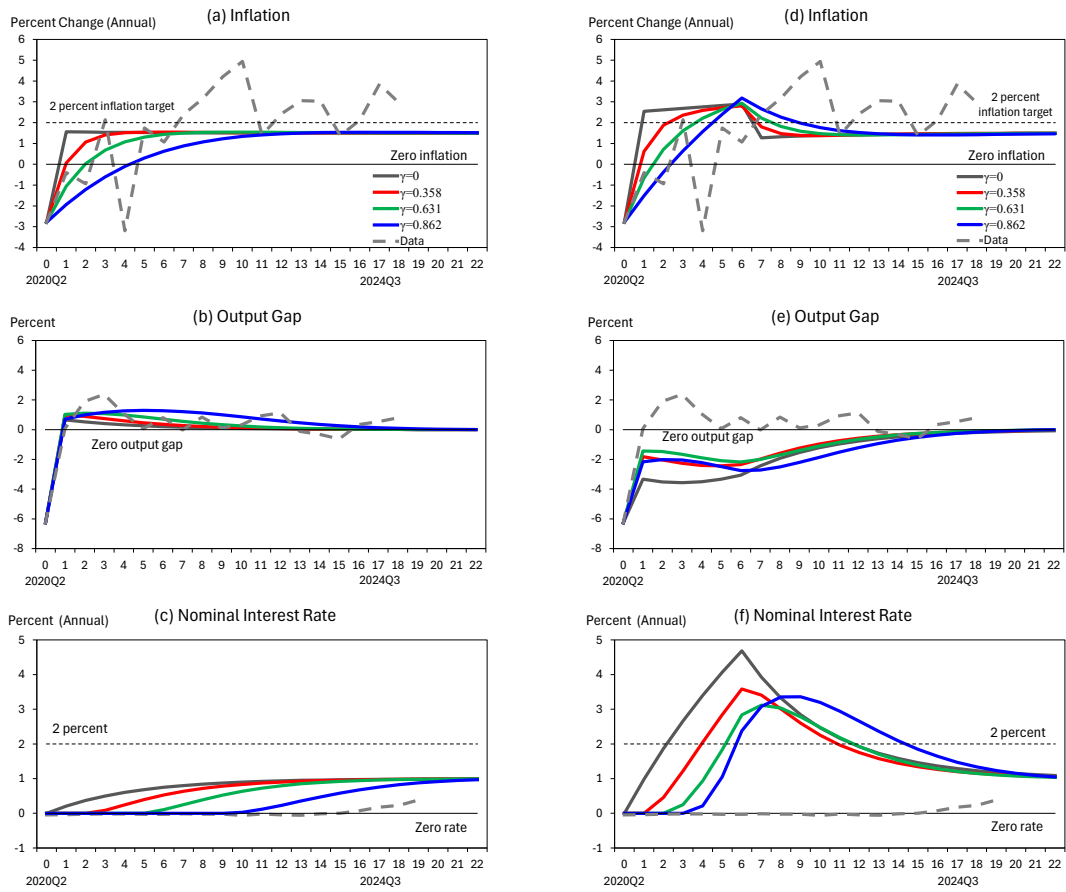 (a) Inflation
Percent Change (Annual)
6
5
4
3
2
1
0
-1
-2
-3
-4
2 percent inflation target
Zero inflation
γ=0
γ=0.358
γ=0.631
γ=0.862
Data
0 1 2 3 4 5 6 7 8 9 10 11 12 13 14 15 16 17 18 19 20 21 22
2020Q2 2024Q3
(d) Inflation
Percent Change (Annual)
6
5
4
3
2
1
0
-1
-2
-3
-4
2 percent
inflation target
Zero inflation
γ=0
γ=0.358
γ=0.631
γ=0.862
Data
0 1 2 3 4 5 6 7 8 9 10 11 12 13 14 15 16 17 18 19 20 21 22
2020Q2 2024Q3
(b) Output Gap
Percent
6
4
2
0
-2
-4
-6
-8
Zero output gap
0 1 2 3 4 5 6 7 8 9 10 11 12 13 14 15 16 17 18 19 20 21 22
2020Q2 2024Q3
(e) Output Gap
Percent
6
4
2
0
-2
-4
-6
-8
Zero output gap
0 1 2 3 4 5 6 7 8 9 10 11 12 13 14 15 16 17 18 19 20 21 22
2020Q2 2024Q3
(c) Nominal Interest Rate
Percent (Annual)
5
4
3
2
1
0
-1
2 percent
Zero rate
0 1 2 3 4 5 6 7 8 9 10 11 12 13 14 15 16 17 18 19 20 21 22
2020Q2 2024Q3
(f) Nominal Interest Rate
Percent (Annual)
5
4
3
2
1
0
-1
2 percent
Zero rate
0 1 2 3 4 5 6 7 8 9 10 11 12 13 14 15 16 17 18 19 20 21 22
2020Q2 2024Q3